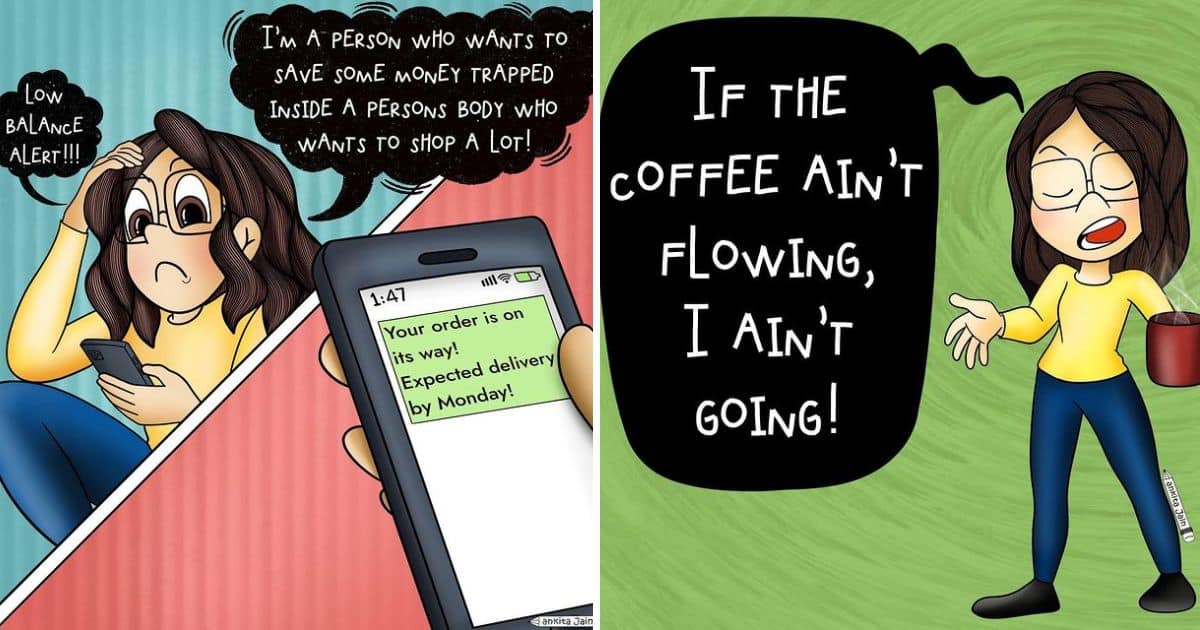 LOW
BALANCE
ALERT!!!
I'M A PERSON WHO WANTS TO
SAVE SOME MONEY TRAPPED
INSIDE A PERSONS BODY WHO
WANTS TO SHOP A LOT!
1:47
Your order is on
its way!
Expected delivery
by Monday!
ankita Jain
IF THE
COFFEE AIN'T
FLOWING,
I AIN'T
GOING!
ankita Jain